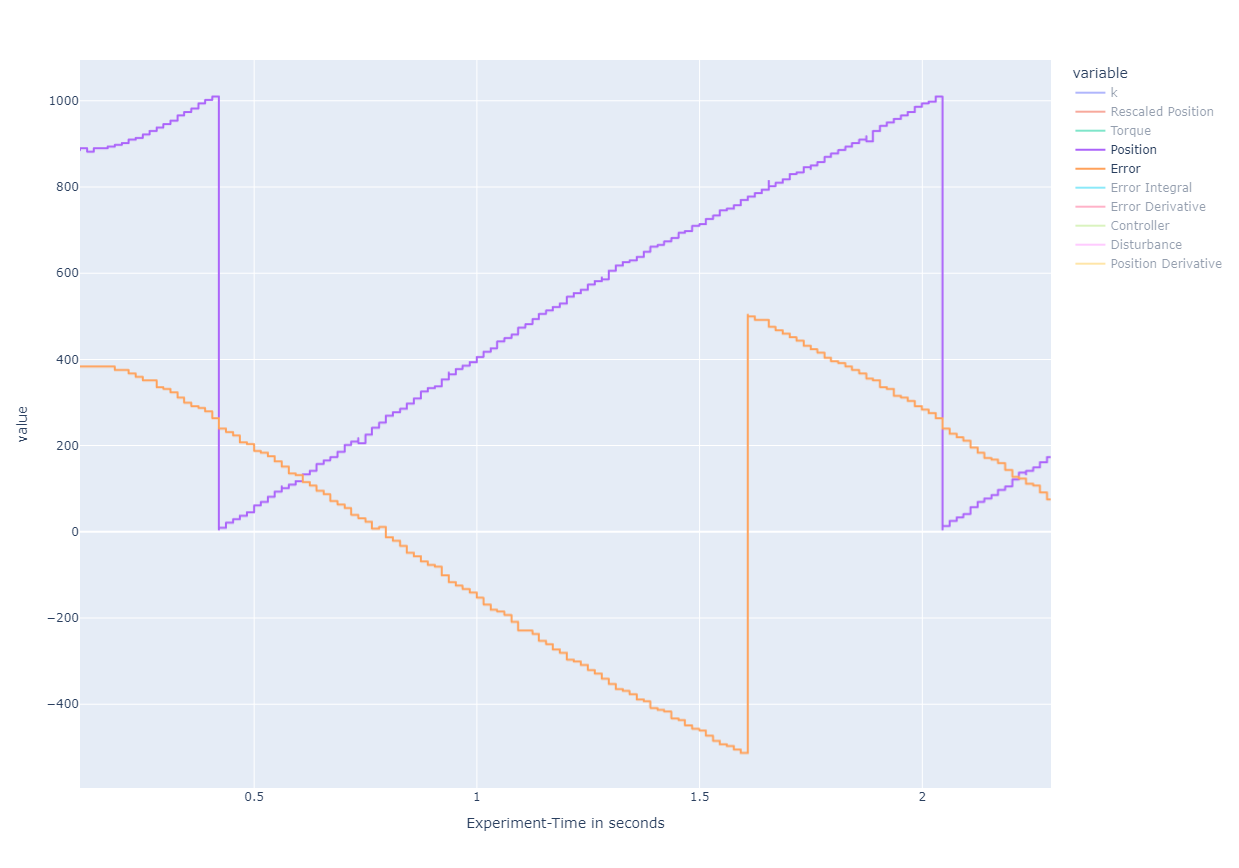 variable
k
Rescaled Position
Torque
Position
Error
Error Integral
Error Derivative
Controller
Disturbance
Position Derivative
1000
800
600
400
200
0
−200
−400
value
0.5
1
1.5
2
Experiment-Time in seconds